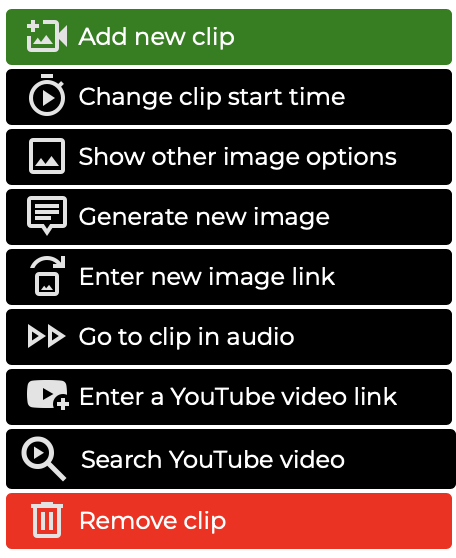 Add new clip
Change clip start time
Show other image options
Generate new image
Enter new image link
Go to clip in audio
Enter a YouTube video link
Search YouTube video
Remove clip